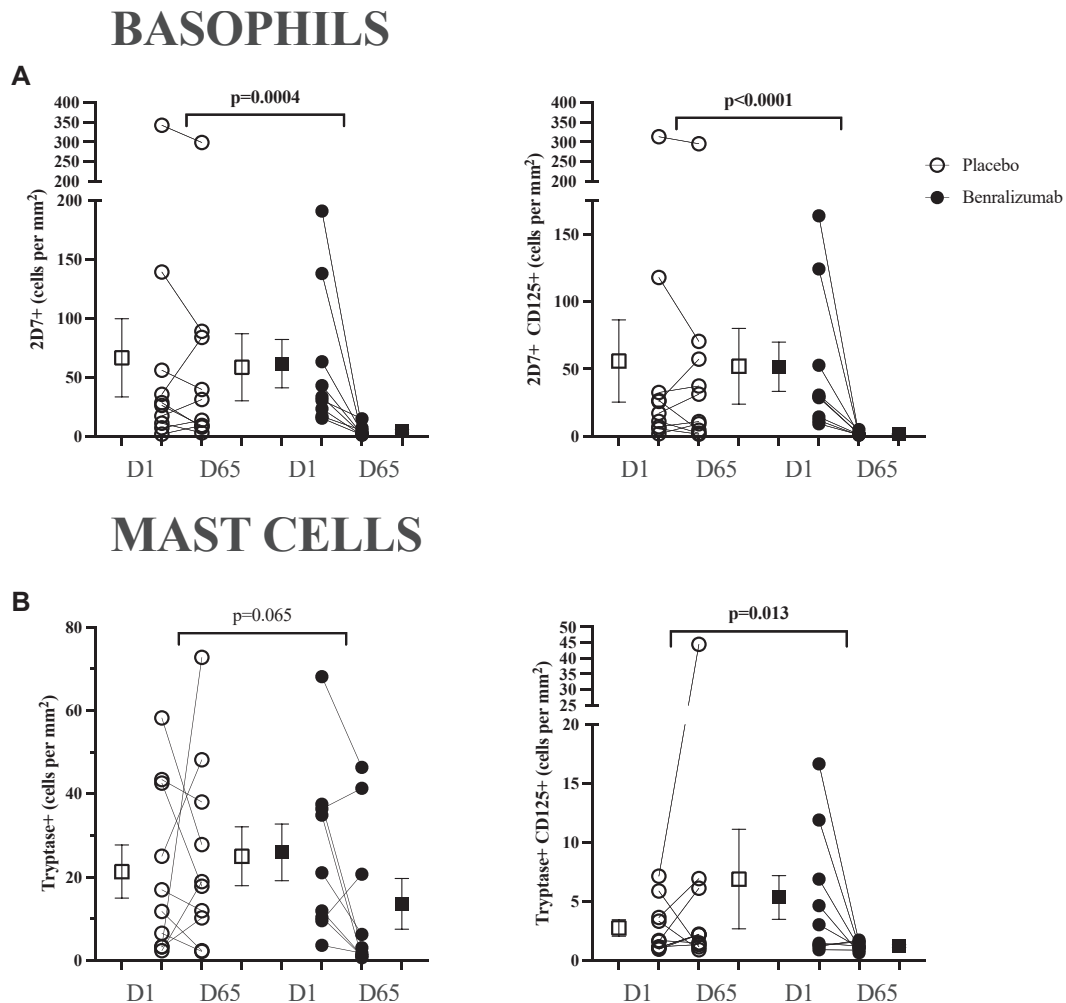 BASOPHILS
A
p=0.0004
400
350
300
250
200
200
150
100
50
0
2D7+ (cells per mm²)
D1 D65 D1 D65
p<0.0001
400
350
300
250
200
150
100
50
0
2D7+ CD125+ (cells per mm²)
D1 D65 D1 D65
Placebo
Benralizumab
MAST CELLS
B
p=0.065
80
60
40
20
0
Tryptase+ (cells per mm²)
D1 D65 D1 D65
p=0.013
50
45
40
35
30
25
20
15
10
5
0
Tryptase+ CD125+ (cells per mm²)
D1 D65 D1 D65